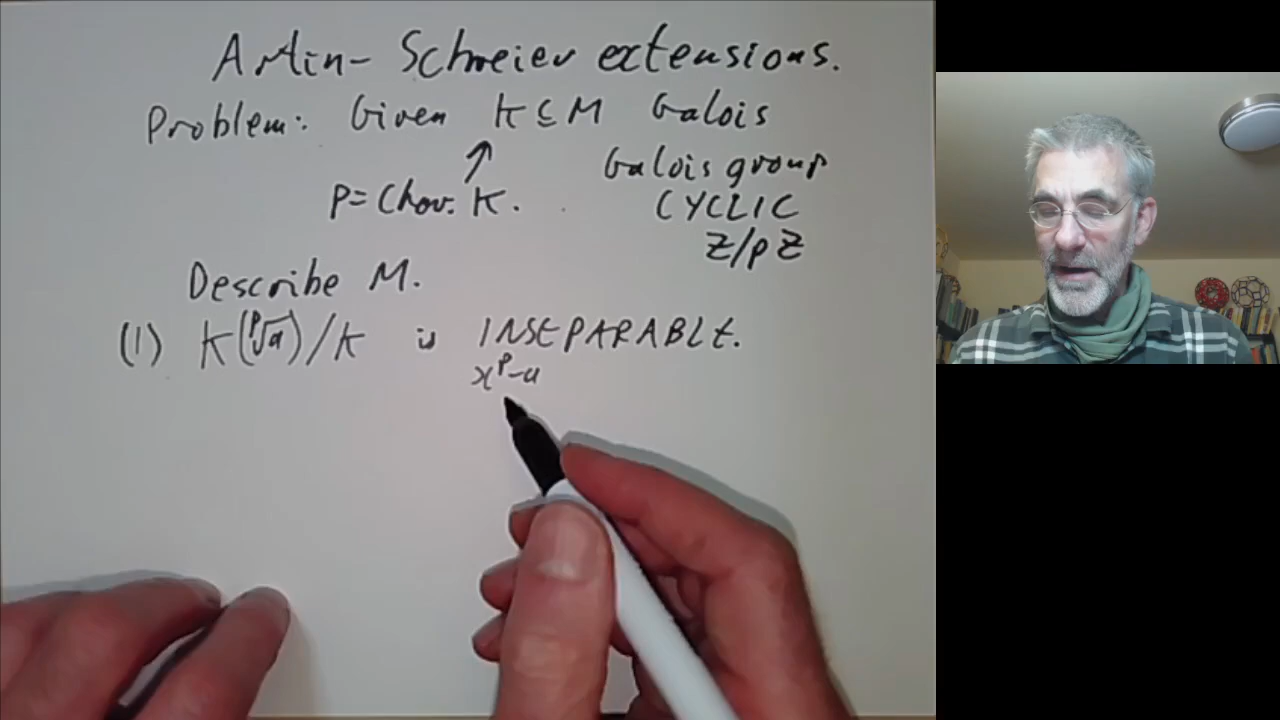 Artin-Schreier extensions.
Problem: Given K ⊆ M Galois
↑ Galois group
p = Char. K. CYCLIC
Z/pZ
Describe M.
(1) K(ᵖ√a)/K is INSEPARABLE.
xᵖ-a